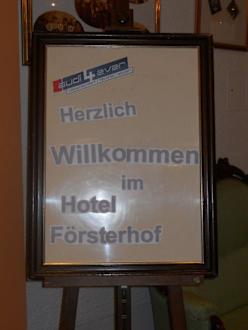 audi4ever
Herzlich
Willkommen
im
Hotel
Försterhof